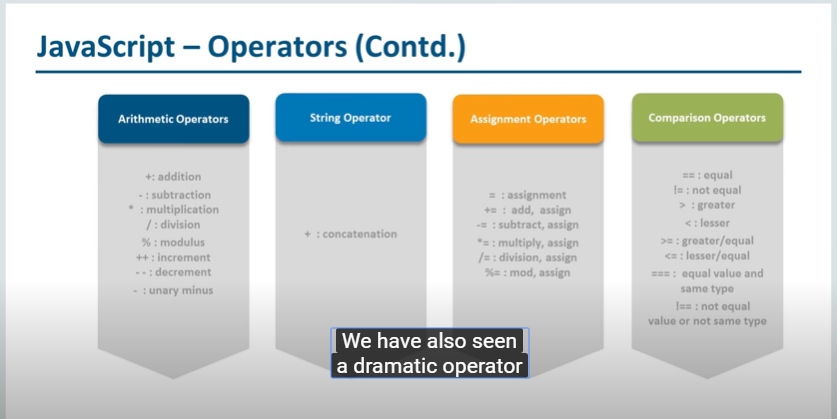 JavaScript – Operators (Contd.)
Arithmetic Operators
+: addition
- : subtraction
* : multiplication
/ : division
% : modulus
++ : increment
- - : decrement
- : unary minus
String Operator
+ : concatenation
Assignment Operators
= : assignment
+= : add, assign
-= : subtract, assign
*= : multiply, assign
/= : division, assign
%= : mod, assign
Comparison Operators
== : equal
!= : not equal
> : greater
< : lesser
>= : greater/equal
<= : lesser/equal
=== : equal value and
same type
!== : not equal
value or not same type
We have also seen
a dramatic operator